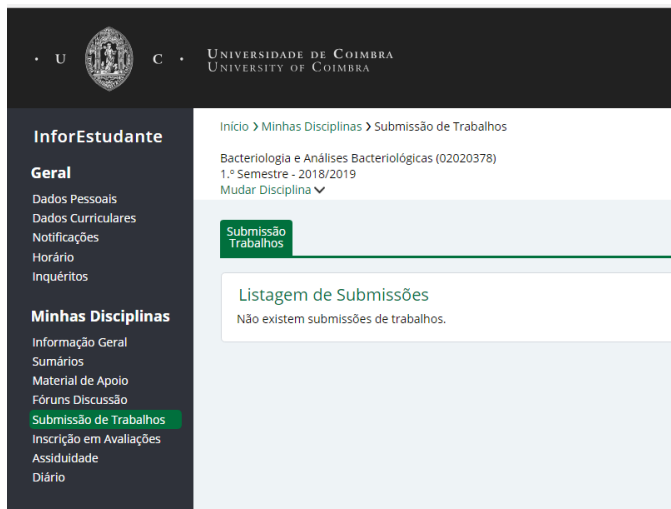 · U C ·
UNIVERSIDADE DE COIMBRA
UNIVERSITY OF COIMBRA
InforEstudante
Geral
Dados Pessoais
Dados Curriculares
Notificações
Horário
Inquéritos
Minhas Disciplinas
Informação Geral
Sumários
Material de Apoio
Fóruns Discussão
Submissão de Trabalhos
Inscrição em Avaliações
Assiduidade
Diário
Início > Minhas Disciplinas > Submissão de Trabalhos
Bacteriologia e Análises Bacteriológicas (02020378)
1.º Semestre - 2018/2019
Mudar Disciplina
Submissão
Trabalhos
Listagem de Submissões
Não existem submissões de trabalhos.